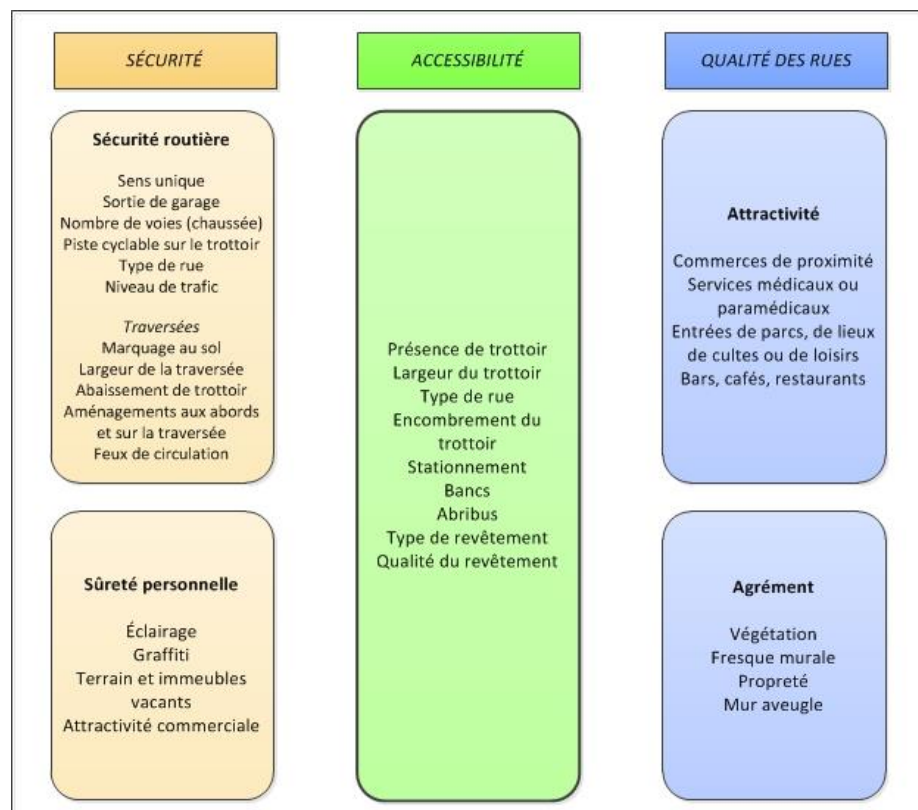 SÉCURITÉ
Sécurité routière
Sens unique
Sortie de garage
Nombre de voies (chaussée)
Piste cyclable sur le trottoir
Type de rue
Niveau de trafic
Traversées
Marquage au sol
Largeur de la traversée
Abaissement de trottoir
Aménagements aux abords
et sur la traversée
Feux de circulation
Sûreté personnelle
Éclairage
Graffiti
Terrain et immeubles
vacants
Attractivité commerciale
ACCESSIBILITÉ
Présence de trottoir
Largeur du trottoir
Type de rue
Encombrement du
trottoir
Stationnement
Bancs
Abribus
Type de revêtement
Qualité du revêtement
QUALITÉ DES RUES
Attractivité
Commerces de proximité
Services médicaux ou
paramédicaux
Entrées de parcs, de lieux
de cultes ou de loisirs
Bars, cafés, restaurants
Agrément
Végétation
Fresque murale
Propreté
Mur aveugle